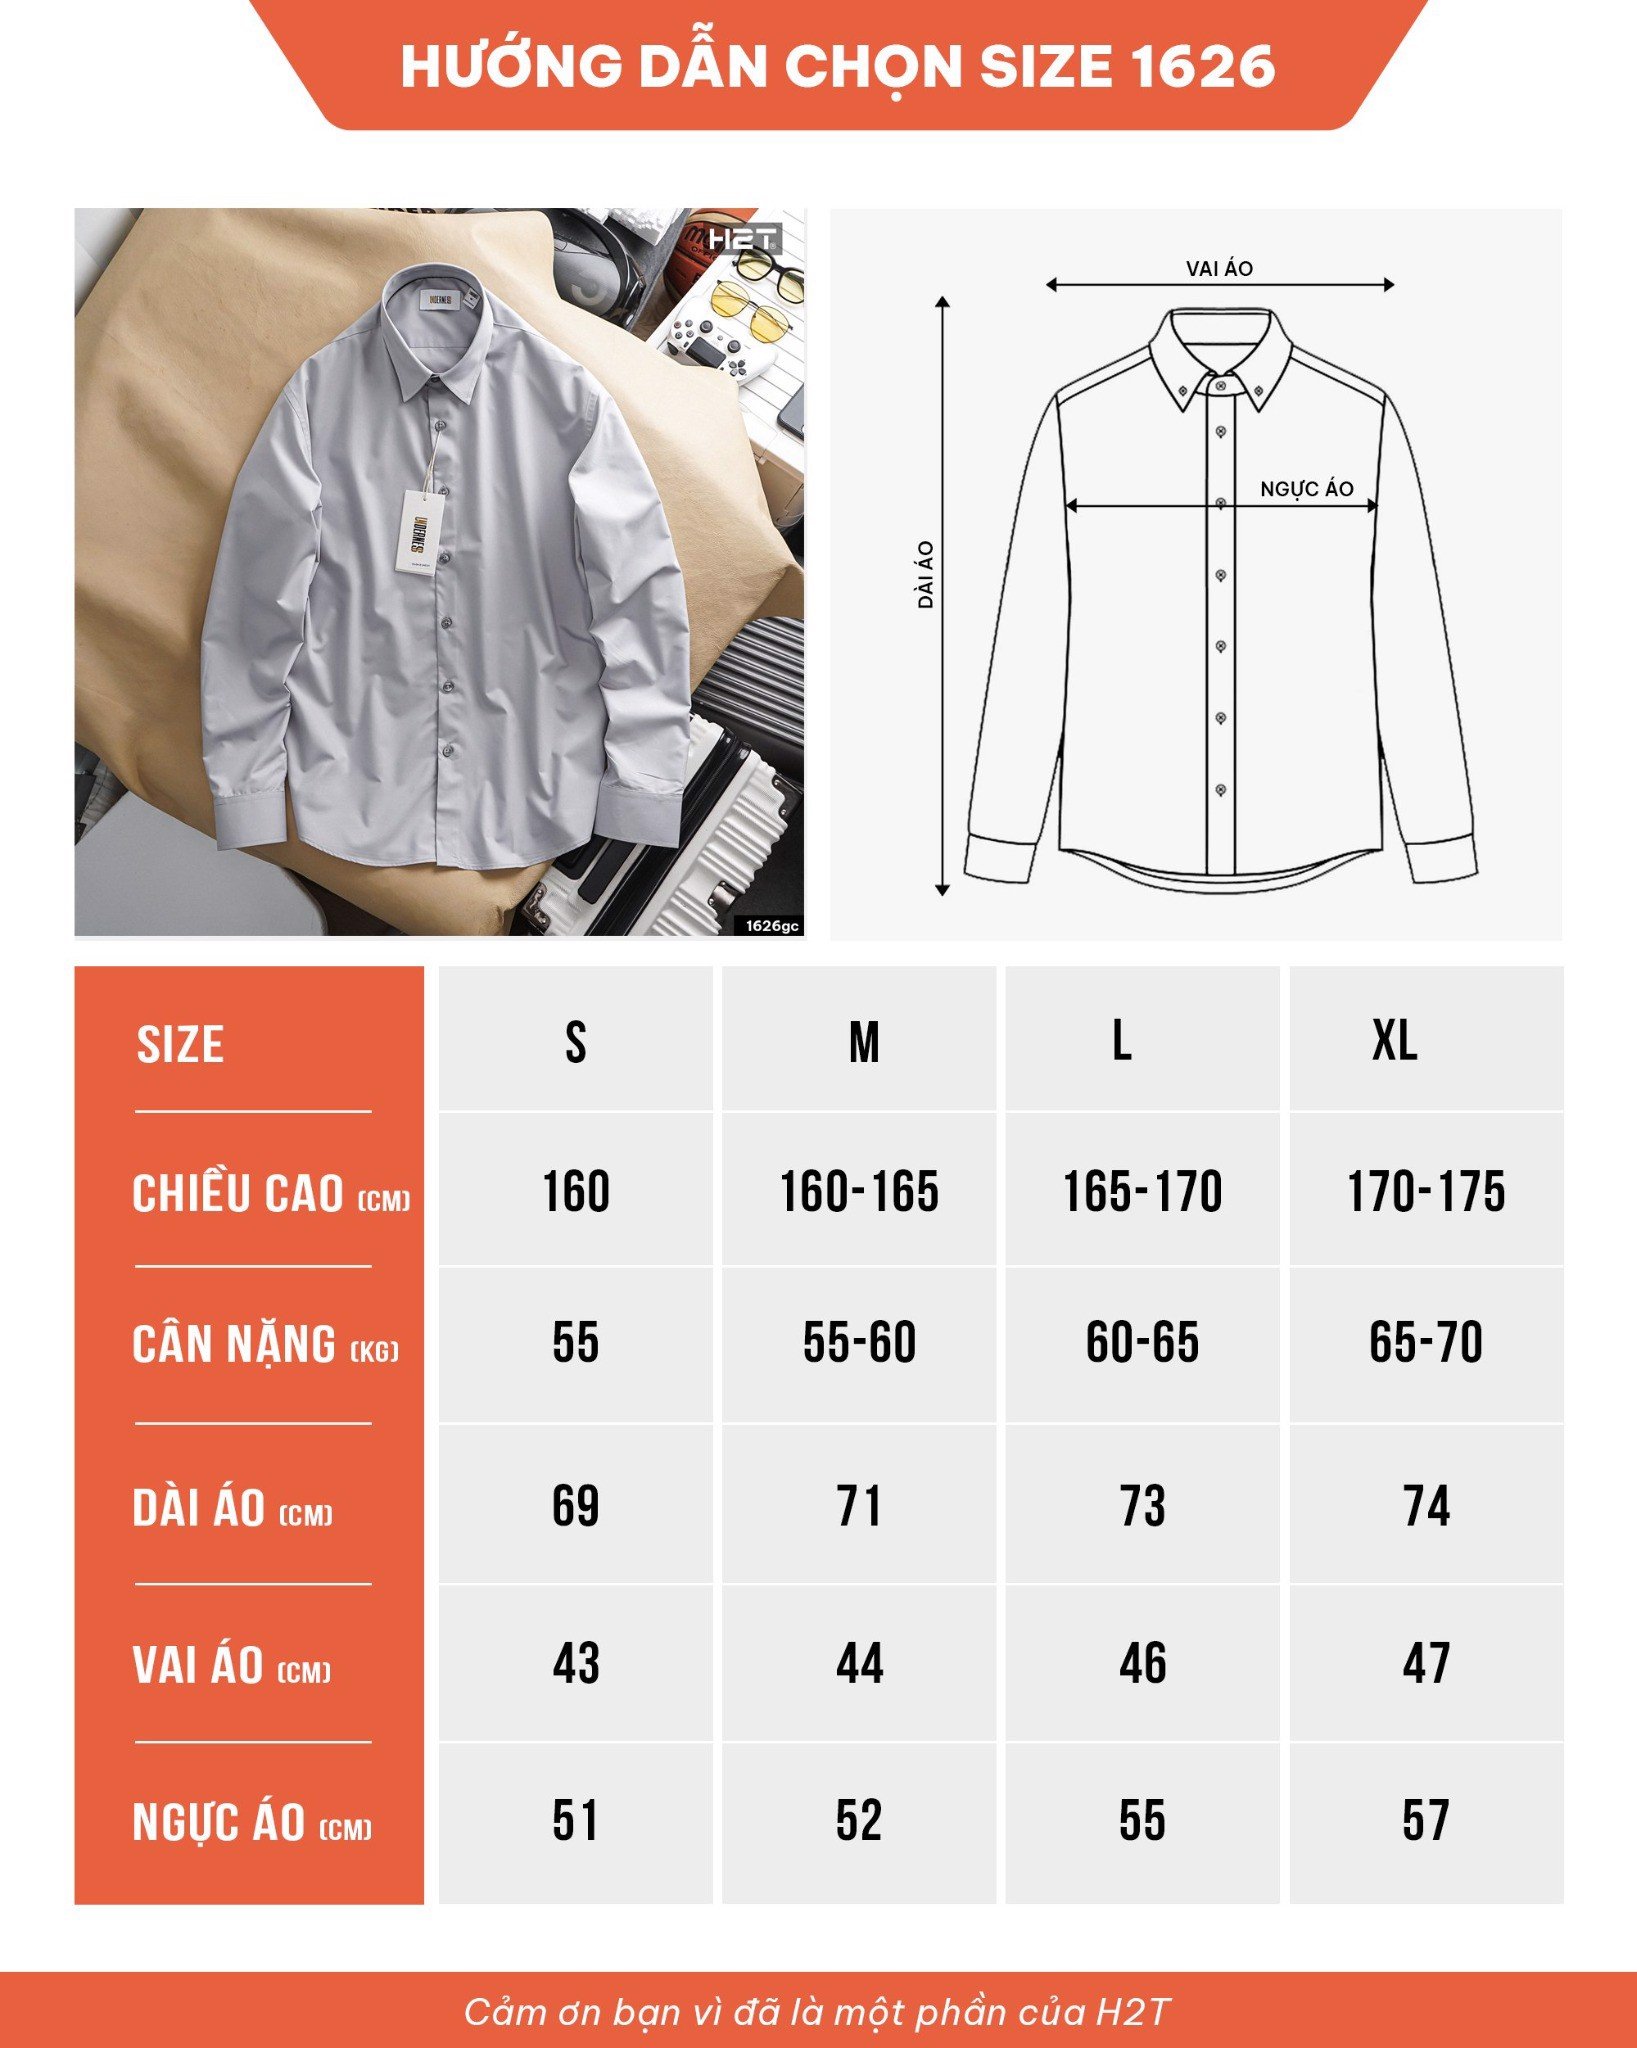 HƯỚNG DẪN CHỌN SIZE 1626
H2T
1626gc
VAI ÁO
NGỰC ÁO
DÀI ÁO
SIZE S M L XL
CHIỀU CAO (CM) 160 160-165 165-170 170-175
CÂN NẶNG (KG) 55 55-60 60-65 65-70
DÀI ÁO (CM) 69 71 73 74
VAI ÁO (CM) 43 44 46 47
NGỰC ÁO (CM) 51 52 55 57
Cảm ơn bạn vì đã là một phần của H2T